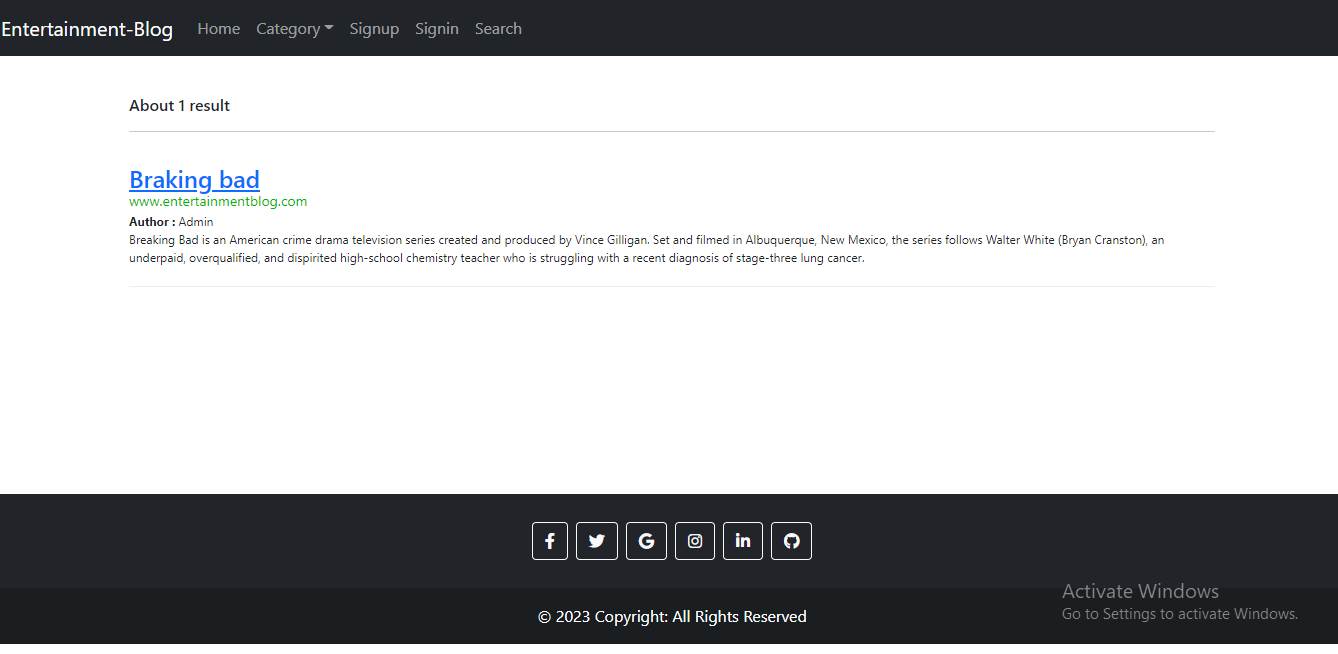 Entertainment-Blog Home Category Signup Signin Search
About 1 result
Braking bad
www.entertainmentblog.com
Author : Admin
Breaking Bad is an American crime drama television series created and produced by Vince Gilligan. Set and filmed in Albuquerque, New Mexico, the series follows Walter White (Bryan Cranston), an
underpaid, overqualified, and dispirited high-school chemistry teacher who is struggling with a recent diagnosis of stage-three lung cancer.
Activate Windows
Go to Settings to activate Windows.
© 2023 Copyright: All Rights Reserved